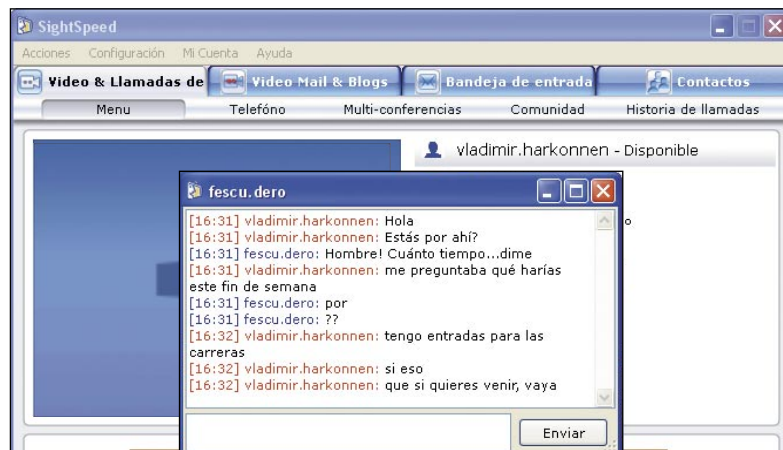 SightSpeed
Acciones Configuración Mi Cuenta Ayuda
Video & Llamadas de Video Mail & Blogs Bandeja de entrada Contactos
Menu Telefóno Multi-conferencias Comunidad Historia de llamadas
vladimir.harkonnen - Disponible
fescu.dero
[16:31] vladimir.harkonnen: Hola
[16:31] vladimir.harkonnen: Estás por ahí?
[16:31] fescu.dero: Hombre! Cuánto tiempo...dime
[16:31] vladimir.harkonnen: me preguntaba qué harías
este fin de semana
[16:31] fescu.dero: por
[16:31] fescu.dero: ??
[16:32] vladimir.harkonnen: tengo entradas para las
carreras
[16:32] vladimir.harkonnen: si eso
[16:32] vladimir.harkonnen: que si quieres venir, vaya
Enviar